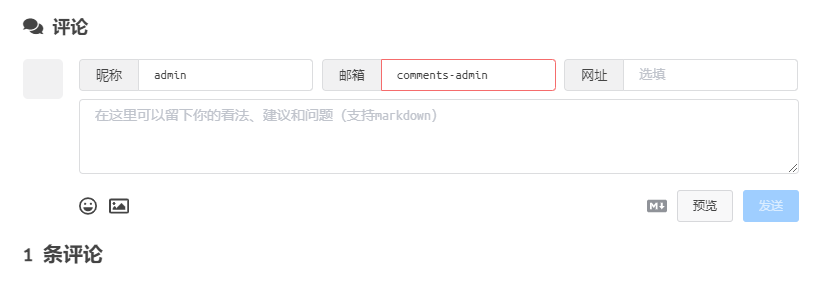 评论
昵称 admin 邮箱 comments-admin 网址 选填
在这里可以留下你的看法、建议和问题 (支持markdown)
M 预览 发送
1 条评论